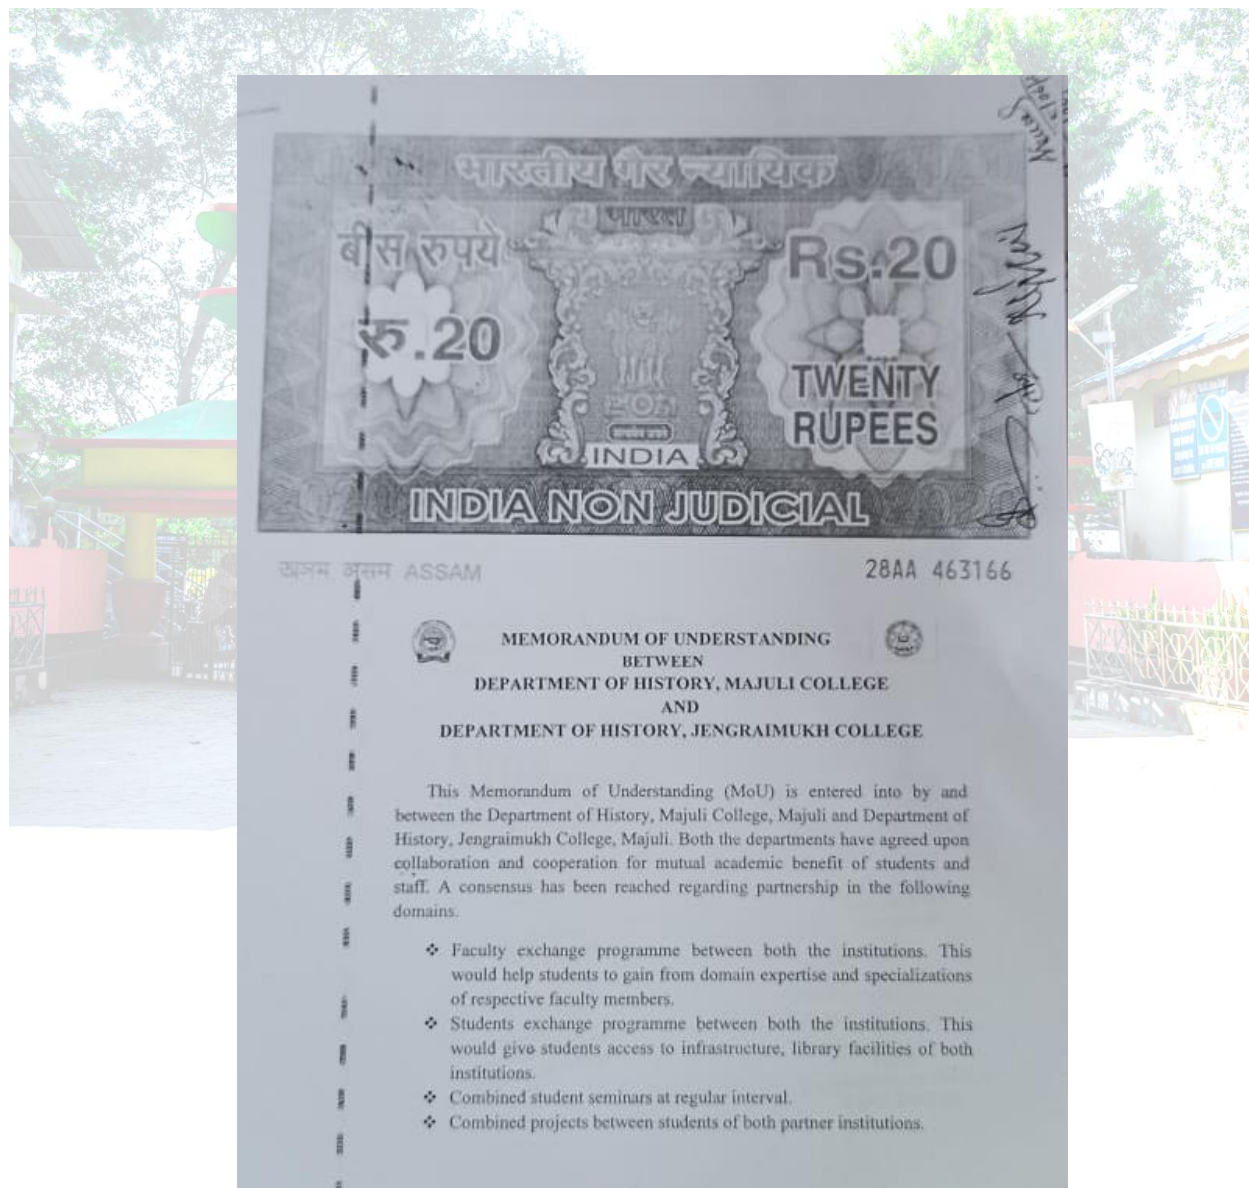 भारतीय गैर न्यायिक
भारत
बीस रुपये
Rs.20
रु.20
TWENTY
RUPEES
INDIA
INDIA NON JUDICIAL
অসম असम ASSAM
28AA 463166
MEMORANDUM OF UNDERSTANDING
BETWEEN
DEPARTMENT OF HISTORY, MAJULI COLLEGE
AND
DEPARTMENT OF HISTORY, JENGRAIMUKH COLLEGE
This Memorandum of Understanding (MoU) is entered into by and
between the Department of History, Majuli College, Majuli and Department of
History, Jengraimukh College, Majuli. Both the departments have agreed upon
collaboration and cooperation for mutual academic benefit of students and
staff. A consensus has been reached regarding partnership in the following
domains.
❖ Faculty exchange programme between both the institutions. This
would help students to gain from domain expertise and specializations
of respective faculty members.
❖ Students exchange programme between both the institutions. This
would give students access to infrastructure, library facilities of both
institutions.
❖ Combined student seminars at regular interval.
❖ Combined projects between students of both partner institutions.